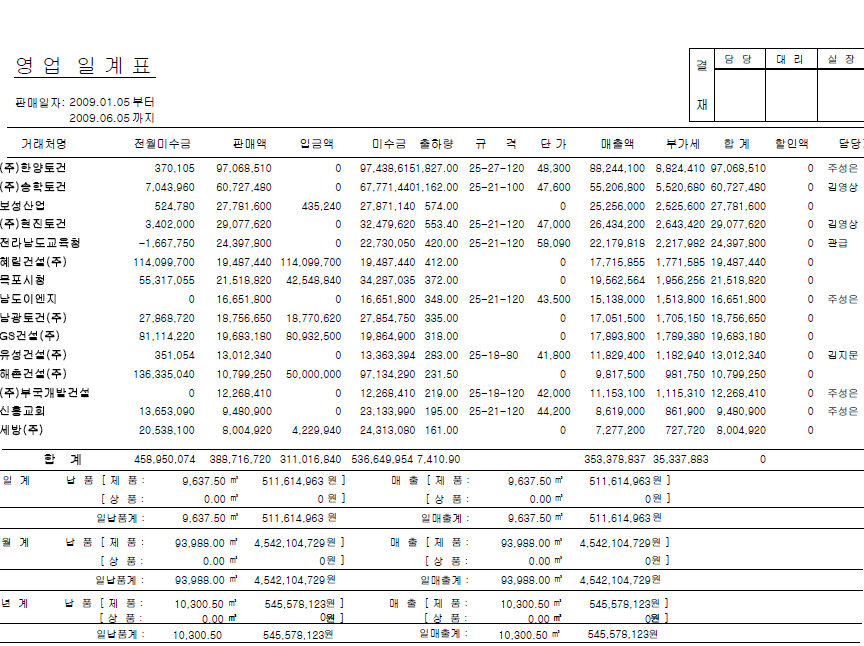 영 업 일 계 표
결 재 담 당 대 리 실 장
판매일자: 2009.01.05 부터
2009.06.05 까지
거래처명 전월미수금 판매액 입금액 미수금 출하량 규 격 단 가 매출액 부가세 합 계 할인액 담당
(주)한양토건 370,105 97,068,510 0 97,438,6151,827.00 25-27-120 48,300 88,244,100 8,824,410 97,068,510 0 주성은
(주)송학토건 7,043,960 60,727,480 0 67,771,4401,162.00 25-21-100 47,600 55,206,800 5,520,680 60,727,480 0 김영상
보성산업 524,780 27,781,600 435,240 27,871,140 574.00 0 25,256,000 2,525,600 27,781,600 0
(주)현진토건 3,402,000 29,077,620 0 32,479,620 553.40 25-21-120 47,000 26,434,200 2,643,420 29,077,620 0 김영상
전라남도교육청 -1,667,750 24,397,800 0 22,730,050 420.00 25-21-120 58,090 22,179,818 2,217,982 24,397,800 0 관급
혜림건설(주) 114,099,700 19,487,440 114,099,700 19,487,440 412.00 0 17,715,855 1,771,585 19,487,440 0
목포시청 55,317,055 21,518,820 42,548,840 34,287,035 372.00 0 19,562,564 1,956,256 21,518,820 0
남도이엔지 0 16,651,800 0 16,651,800 348.00 25-21-120 43,500 15,138,000 1,513,800 16,651,800 0 주성은
남광토건(주) 27,868,720 18,756,650 18,770,620 27,854,750 335.00 0 17,051,500 1,705,150 18,756,650 0
GS건설(주) 81,114,220 19,683,180 80,932,500 19,864,900 318.00 0 17,893,800 1,789,380 19,683,180 0
유성건설(주) 351,054 13,012,340 0 13,363,394 283.00 25-18-80 41,800 11,829,400 1,182,940 13,012,340 0 김지문
해촌건설(주) 136,335,040 10,799,250 50,000,000 97,134,290 231.50 0 9,817,500 981,750 10,799,250 0
(주)부국개발건설 0 12,268,410 0 12,268,410 219.00 25-18-120 42,000 11,153,100 1,115,310 12,268,410 0 주성은
신흥교회 13,653,090 9,480,900 0 23,133,990 195.00 25-21-120 44,200 8,619,000 861,900 9,480,900 0 주성은
세방(주) 20,538,100 8,004,920 4,229,940 24,313,080 161.00 0 7,277,200 727,720 8,004,920 0
합 계 458,950,074 388,716,720 311,016,840 536,649,954 7,410.90 353,378,837 35,337,883 0
일 계 납 품 [ 제 품 : 9,637.50 ㎥ 511,614,963 원 ] 매 출 [ 제 품 : 9,637.50 ㎥ 511,614,963 원 ]
[ 상 품 : 0.00 ㎥ 0 원 ] [ 상 품 : 0.00 ㎥ 0 원 ]
일납품계 : 9,637.50 ㎥ 511,614,963 원 일매출계 : 9,637.50 ㎥ 511,614,963 원
월 계 납 품 [ 제 품 : 93,988.00 ㎥ 4,542,104,729원 ] 매 출 [ 제 품 : 93,988.00 ㎥ 4,542,104,729원 ]
[ 상 품 : 0.00 ㎥ 0원 ] [ 상 품 : 0.00 ㎥ 0원 ]
일납품계 : 93,988.00 ㎥ 4,542,104,729원 일매출계 : 93,988.00 ㎥ 4,542,104,729원
년 계 납 품 [ 제 품 : 10,300.50 ㎥ 545,578,123원 ] 매 출 [ 제 품 : 10,300.50 ㎥ 545,578,123원 ]
[ 상 품 : 0.00 ㎥ 0원 ] [ 상 품 : 0.00 ㎥ 0원 ]
일납품계 : 10,300.50 545,578,123원 일매출계 : 10,300.50 ㎥ 545,578,123원